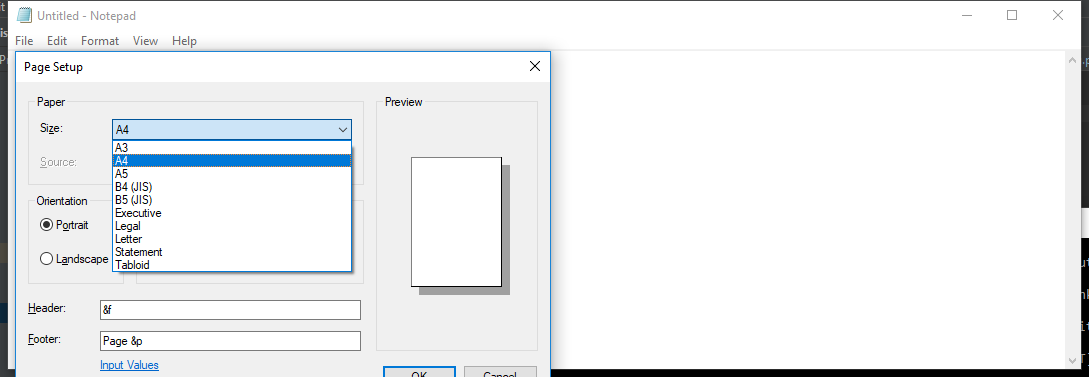 Untitled - Notepad
File Edit Format View Help
Page Setup
Paper
Size: A4
A3
A4
A5
B4 (JIS)
B5 (JIS)
Executive
Legal
Letter
Statement
Tabloid
Source:
Orientation
Portrait
Landscape
Preview
Header: &f
Footer: Page &p
Input Values
OK Cancel